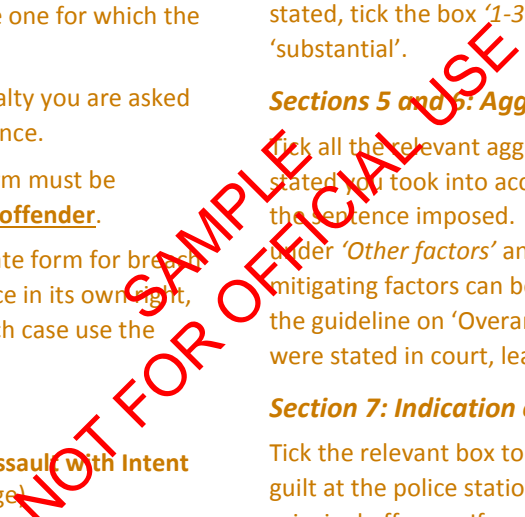 e one for which the
alty you are asked
nce.
m must be
offender.
ate form for breach
ce in its own right,
ch case use the
ssault with Intent
ge)
stated, tick the box '1-3
'substantial'.
Sections 5 and 6: Agg
Tick all the relevant agg
stated you took into acc
the sentence imposed.
under 'Other factors' an
mitigating factors can b
the guideline on 'Overar
were stated in court, lea
Section 7: Indication
Tick the relevant box to
guilt at the police statio
SAMPLE
NOT FOR OFFICIAL USE